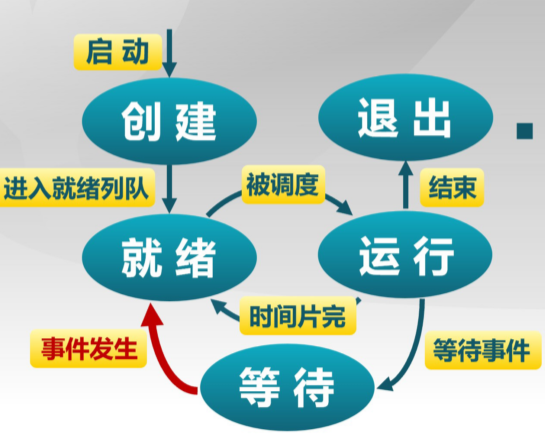 启动
创建
退出
进入就绪列队
被调度
结束
就绪
运行
时间片完
事件发生
等待事件
等待